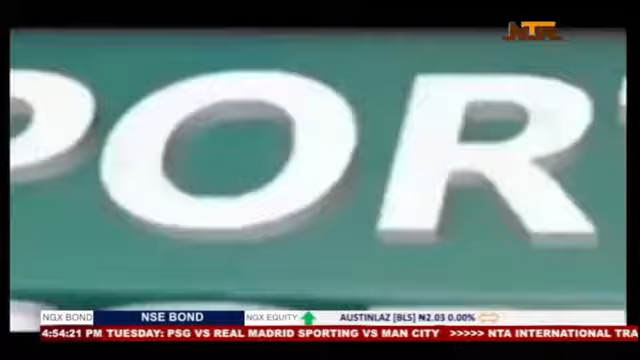 NTA
POR
NGX BOND NSE BOND NGX EQUITY AUSTINLAZ [BLS] ₦2.03 0.00%
4:54:21 PM TUESDAY: PSG VS REAL MADRID SPORTING VS MAN CITY >>>>> NTA INTERNATIONAL TRA